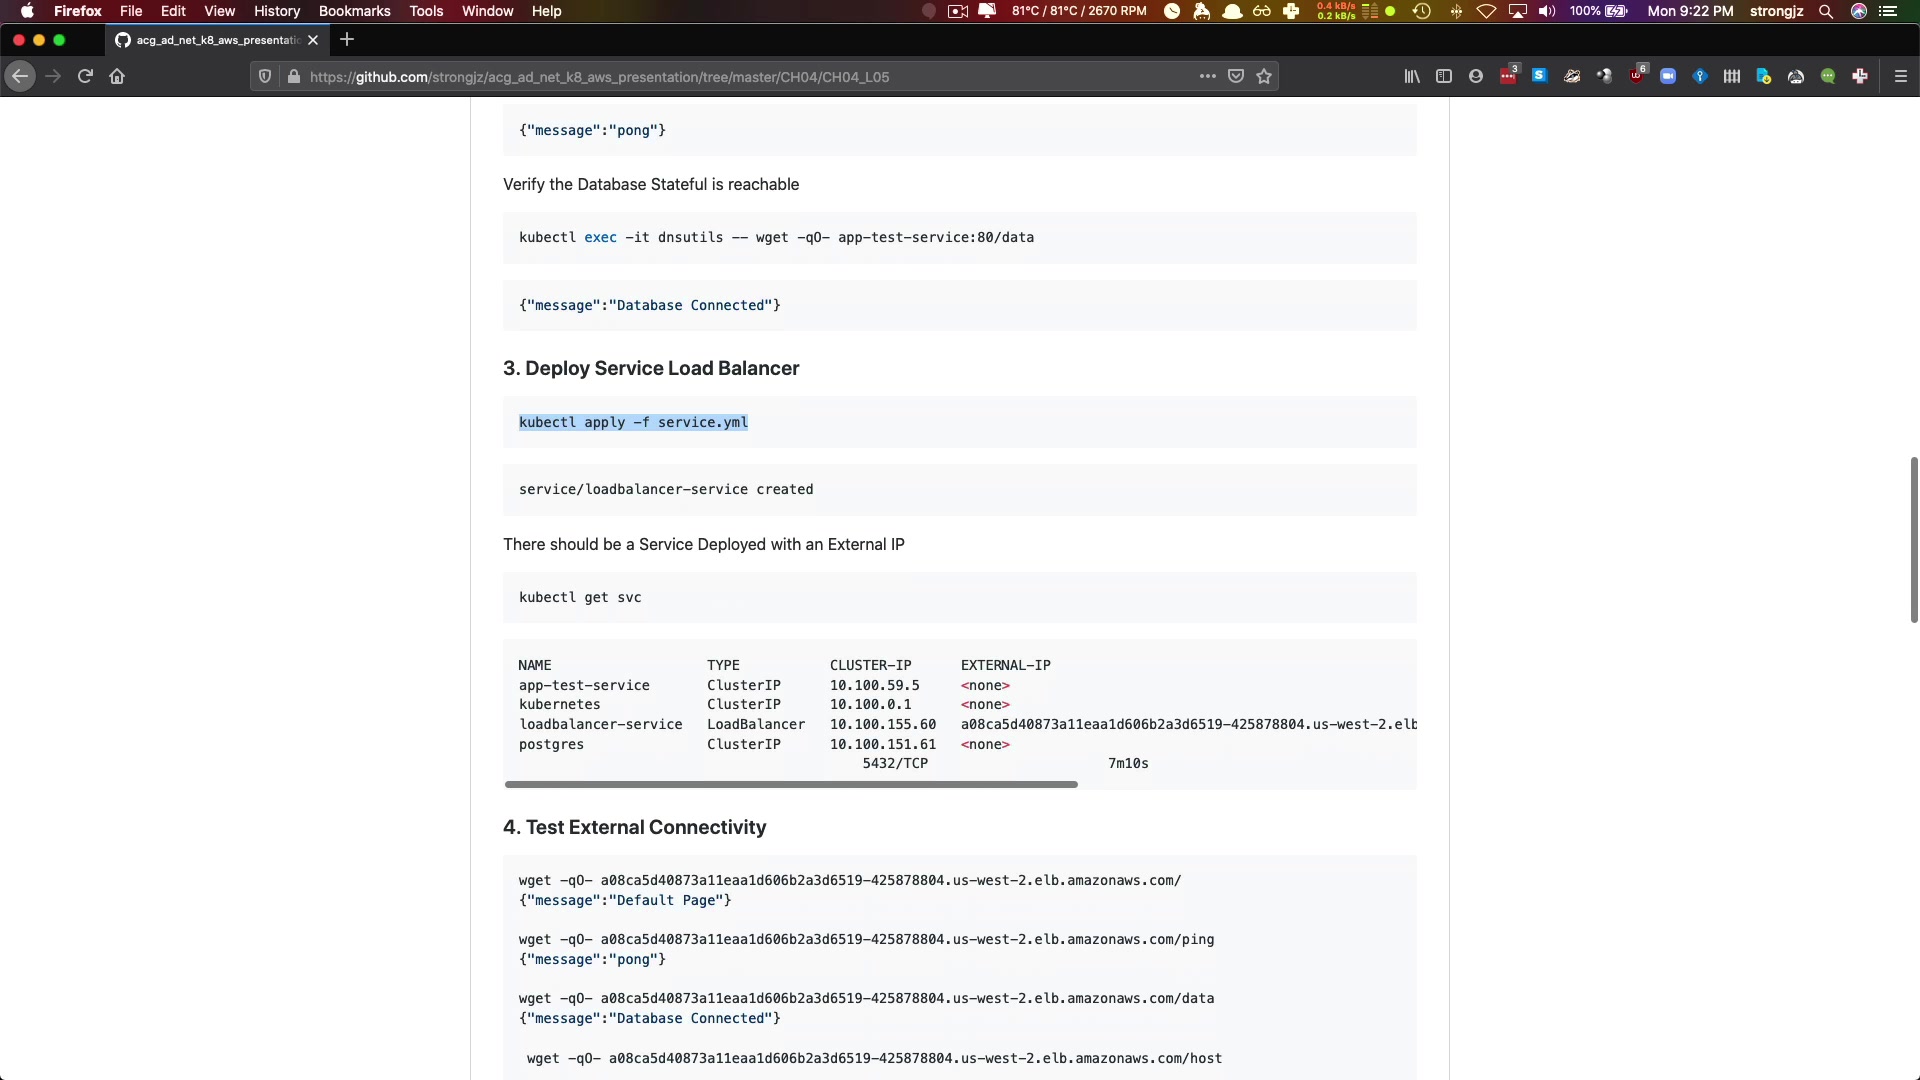 Firefox File Edit View History Bookmarks Tools Window Help 81°C / 81°C / 2670 RPM 0.4 kB/s 0.2 kB/s 100% Mon 9:22 PM strongjz
acg_ad_net_k8_aws_presentatio
https://github.com/strongjz/acg_ad_net_k8_aws_presentation/tree/master/CH04/CH04_L05 3 6
{"message":"pong"}
Verify the Database Stateful is reachable
kubectl exec -it dnsutils -- wget -qO- app-test-service:80/data
{"message":"Database Connected"}
3. Deploy Service Load Balancer
kubectl apply -f service.yml
service/loadbalancer-service created
There should be a Service Deployed with an External IP
kubectl get svc
NAME TYPE CLUSTER-IP EXTERNAL-IP
app-test-service ClusterIP 10.100.59.5 <none>
kubernetes ClusterIP 10.100.0.1 <none>
loadbalancer-service LoadBalancer 10.100.155.60 a08ca5d40873a11eaa1d606b2a3d6519-425878804.us-west-2.elb
postgres ClusterIP 10.100.151.61 <none>
5432/TCP 7m10s
4. Test External Connectivity
wget -qO- a08ca5d40873a11eaa1d606b2a3d6519-425878804.us-west-2.elb.amazonaws.com/
{"message":"Default Page"}
wget -qO- a08ca5d40873a11eaa1d606b2a3d6519-425878804.us-west-2.elb.amazonaws.com/ping
{"message":"pong"}
wget -qO- a08ca5d40873a11eaa1d606b2a3d6519-425878804.us-west-2.elb.amazonaws.com/data
{"message":"Database Connected"}
wget -qO- a08ca5d40873a11eaa1d606b2a3d6519-425878804.us-west-2.elb.amazonaws.com/host